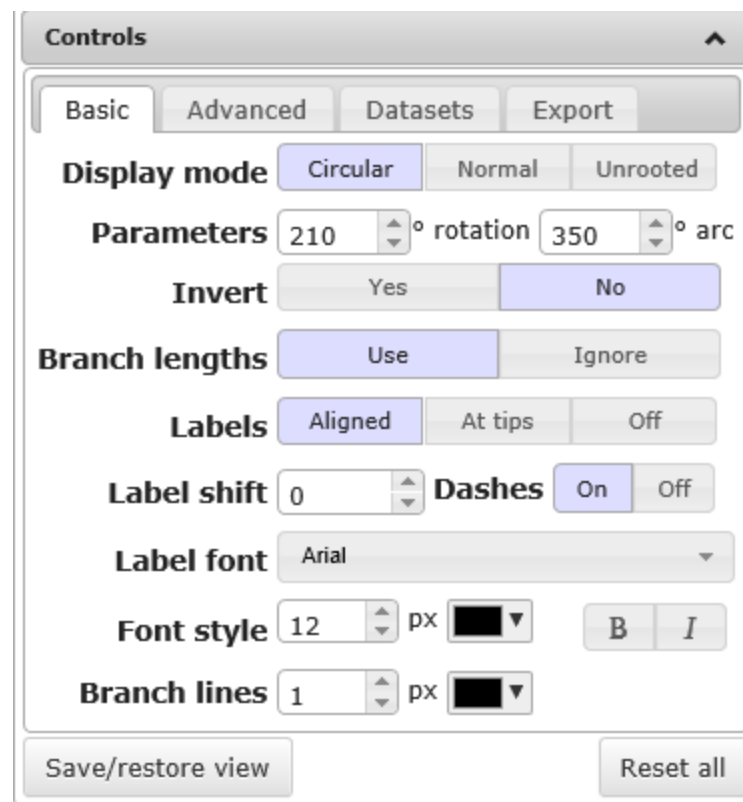 Controls
Basic Advanced Datasets Export
Display mode Circular Normal Unrooted
Parameters 210 ° rotation 350 ° arc
Invert Yes No
Branch lengths Use Ignore
Labels Aligned At tips Off
Label shift 0 Dashes On Off
Label font Arial
Font style 12 px B I
Branch lines 1 px
Save/restore view Reset all